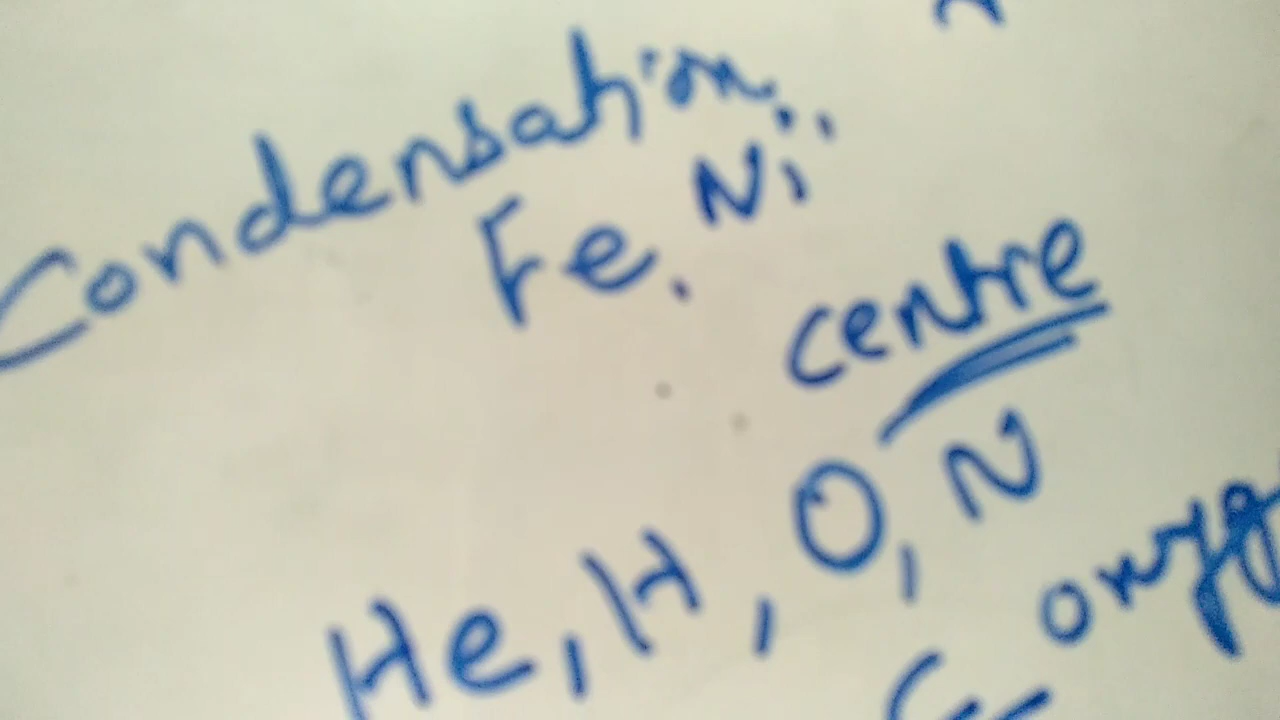 Condensation
Fe. Ni
centre
He, H, O, N